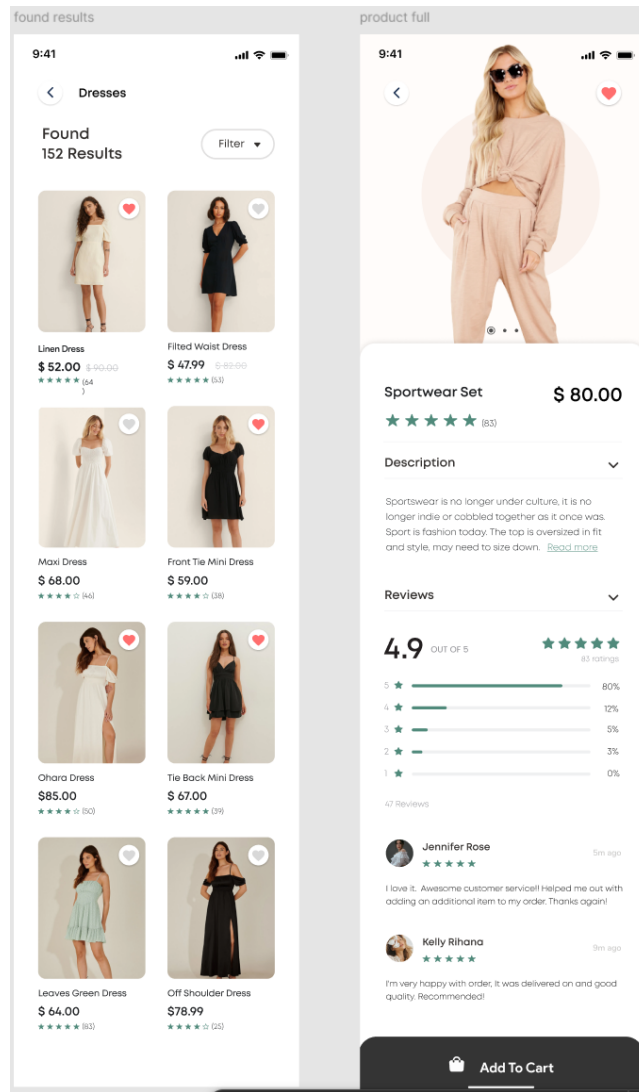 found results
9:41
Dresses
Found
152 Results
Filter
Linen Dress
$ 52.00 $ 90.00
(64
)
Filted Waist Dress
$ 47.99 $ 82.00
(53)
Maxi Dress
$ 68.00
(46)
Front Tie Mini Dress
$ 59.00
(38)
Ohara Dress
$85.00
(50)
Tie Back Mini Dress
$ 67.00
(39)
Leaves Green Dress
$ 64.00
(83)
Off Shoulder Dress
$78.99
(25)
product full
9:41
Sportwear Set
$ 80.00
(83)
Description
Sportswear is no longer under culture, it is no
longer indie or cobbled together as it once was.
Sport is fashion today. The top is oversized in fit
and style, may need to size down. Read more
Reviews
4.9 OUT OF 5
83 ratings
5 80%
4 12%
3 5%
2 3%
1 0%
47 Reviews
Jennifer Rose
5m ago
I love it. Awesome customer service!! Helped me out with
adding an additional item to my order. Thanks again!
Kelly Rihana
9m ago
I'm very happy with order, It was delivered on and good
quality. Recommended!
Add To Cart